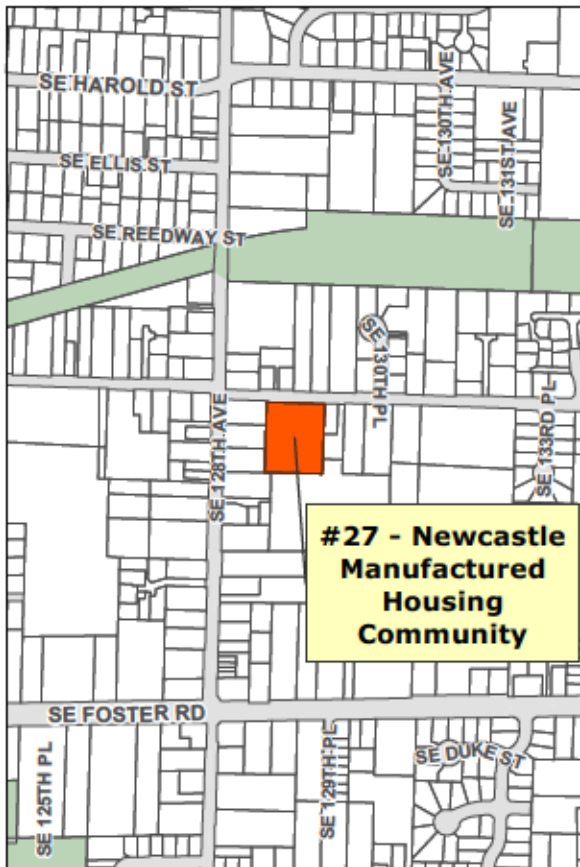 SE HAROLD ST
SE 130TH AVE
SE 131ST AVE
SE ELLIS ST
SE REEDWAY ST
SE 130TH PL
SE 128TH AVE
SE 133RD PL
#27 - Newcastle
Manufactured
Housing
Community
SE FOSTER RD
SE 125TH PL
SE 129TH PL
SE DUKE ST